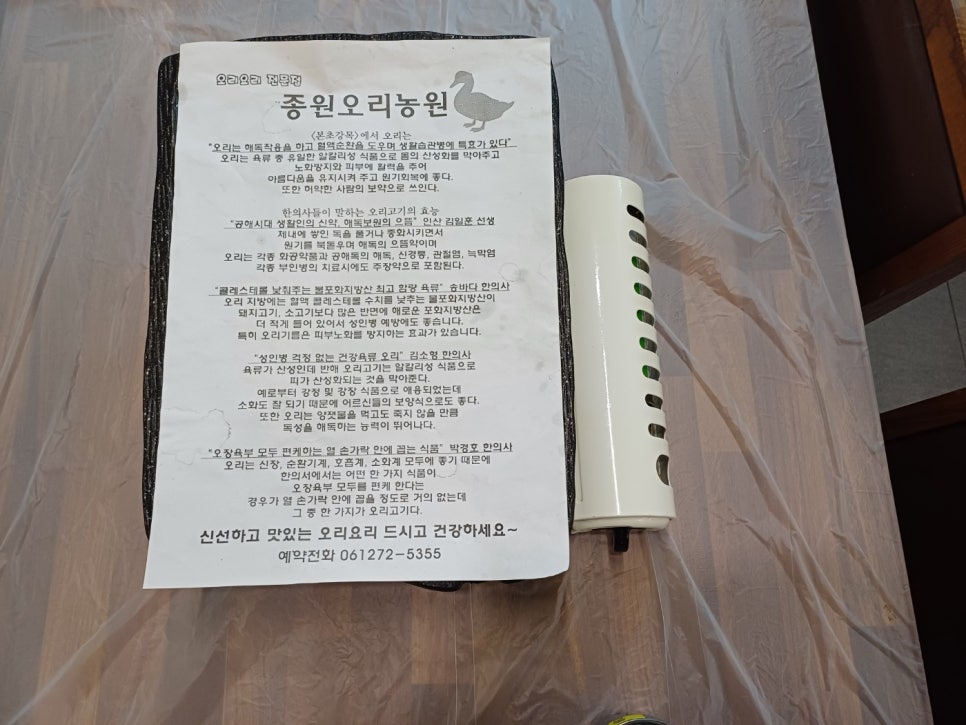 오리요리 전문점
종원오리농원
<본초강목>에서 오리는
"오리는 해독작용을 하고 혈액순환을 도우며 생활습관병에 특효가 있다"
오리는 육류 중 유일한 알칼리성 식품으로 몸의 산성화를 막아주고
노화방지와 피부에 활력을 주어
아름다움을 유지시켜 주고 원기회복에 좋다.
또한 허약한 사람의 보약으로 쓰인다.
한의사들이 말하는 오리고기의 효능
"공해시대 생활인의 신약, 해독보원의 으뜸" 인산 김일훈 선생
체내에 쌓인 독을 풀거나 중화시키면서
원기를 북돋우며 해독의 으뜸약이며
오리는 각종 화공약품과 공해독의 해독, 신경통, 관절염, 늑막염
각종 부인병의 치료시에도 주장약으로 포함된다.
"콜레스테롤 낮춰주는 불포화지방산 최고 함량 육류" 송바다 한의사
오리 지방에는 혈액 콜레스테롤 수치를 낮추는 불포화지방산이
돼지고기, 소고기보다 많은 반면에 해로운 포화지방산은
더 적게 들어 있어서 성인병 예방에도 좋습니다.
특히 오리기름은 피부노화를 방지하는 효과가 있습니다.
"성인병 걱정 없는 건강육류 오리" 김소형 한의사
육류가 산성인데 반해 오리고기는 알칼리성 식품으로
피가 산성화되는 것을 막아준다.
예로부터 강정 및 강장 식품으로 애용되었는데
소화도 잘 되기 때문에 어르신들의 보양식으로도 좋다.
또한 오리는 양잿물을 먹고도 죽지 않을 만큼
독성을 해독하는 능력이 뛰어나다.
"오장육부 모두 편케하는 열 손가락 안에 꼽는 식품" 박경호 한의사
오리는 신장, 순환기계, 호흡계, 소화계 모두에 좋기 때문에
한의서에서는 어떤 한 가지 식품이
오장육부 모두를 편케 한다는
경우가 열 손가락 안에 꼽을 정도로 거의 없는데
그 중 한 가지가 오리고기다.
신선하고 맛있는 오리요리 드시고 건강하세요~
예약전화 061272-5355